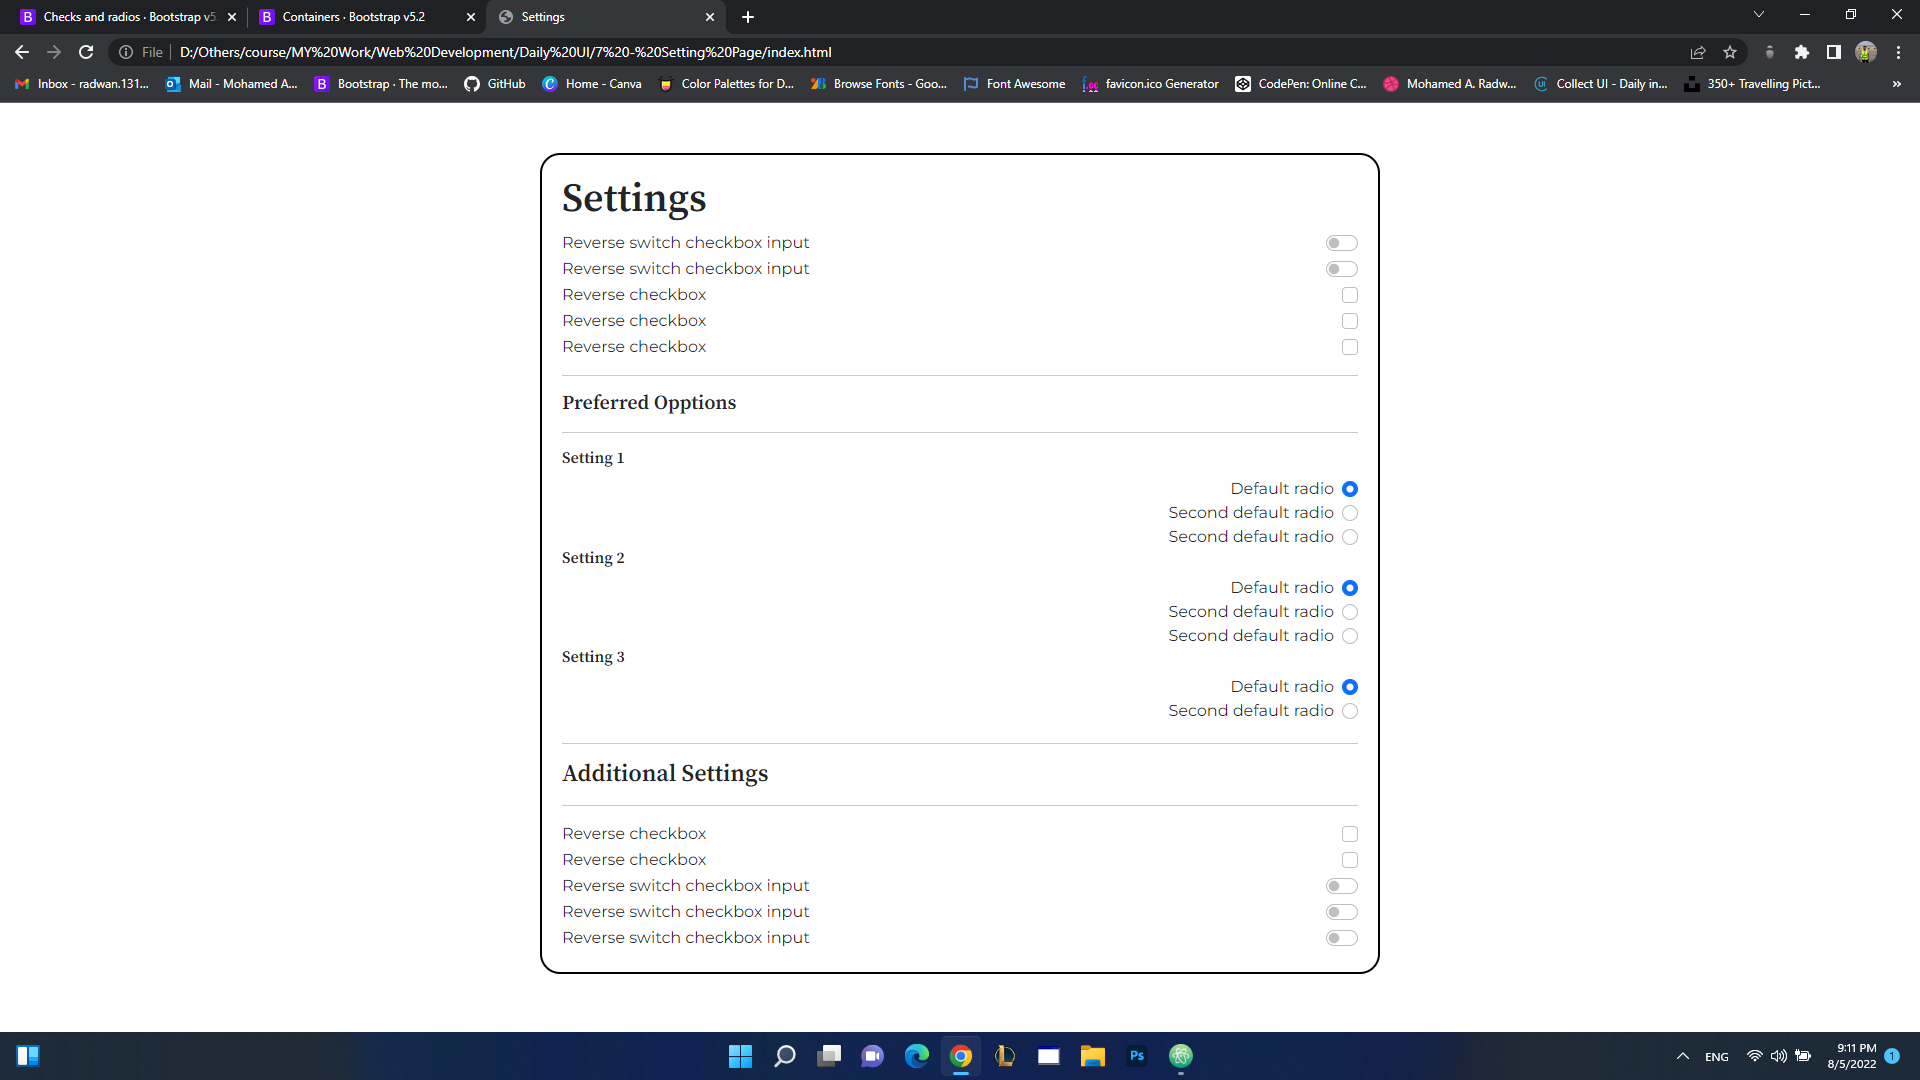 Checks and radios · Bootstrap v5.
Containers · Bootstrap v5.2
Settings
File
D:/Others/course/MY%20Work/Web%20Development/Daily%20UI/7%20-%20Setting%20Page/index.html
Inbox - radwan.131...
Mail - Mohamed A...
Bootstrap · The mo...
GitHub
Home - Canva
Color Palettes for D...
Browse Fonts - Goo...
Font Awesome
favicon.ico Generator
CodePen: Online C...
Mohamed A. Radw...
Collect UI - Daily in...
350+ Travelling Pict...
»
Settings
Reverse switch checkbox input
Reverse switch checkbox input
Reverse checkbox
Reverse checkbox
Reverse checkbox
Preferred Opptions
Setting 1
Default radio
Second default radio
Second default radio
Setting 2
Default radio
Second default radio
Second default radio
Setting 3
Default radio
Second default radio
Additional Settings
Reverse checkbox
Reverse checkbox
Reverse switch checkbox input
Reverse switch checkbox input
Reverse switch checkbox input
Ps
ENG
9:11 PM
8/5/2022
1